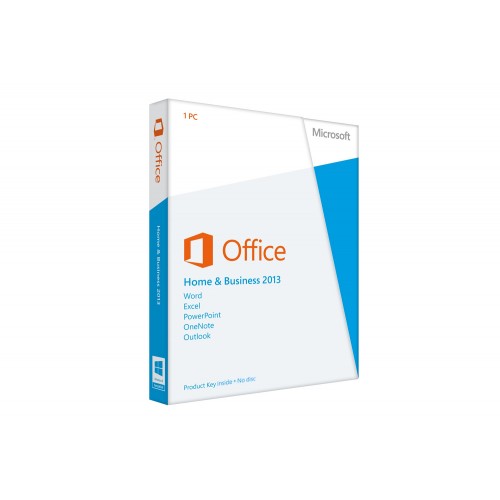 1 PC
Microsoft
Office
Home & Business 2013
Word
Excel
PowerPoint
OneNote
Outlook
Product Key Inside • No disc
Office
Home & Business 2013